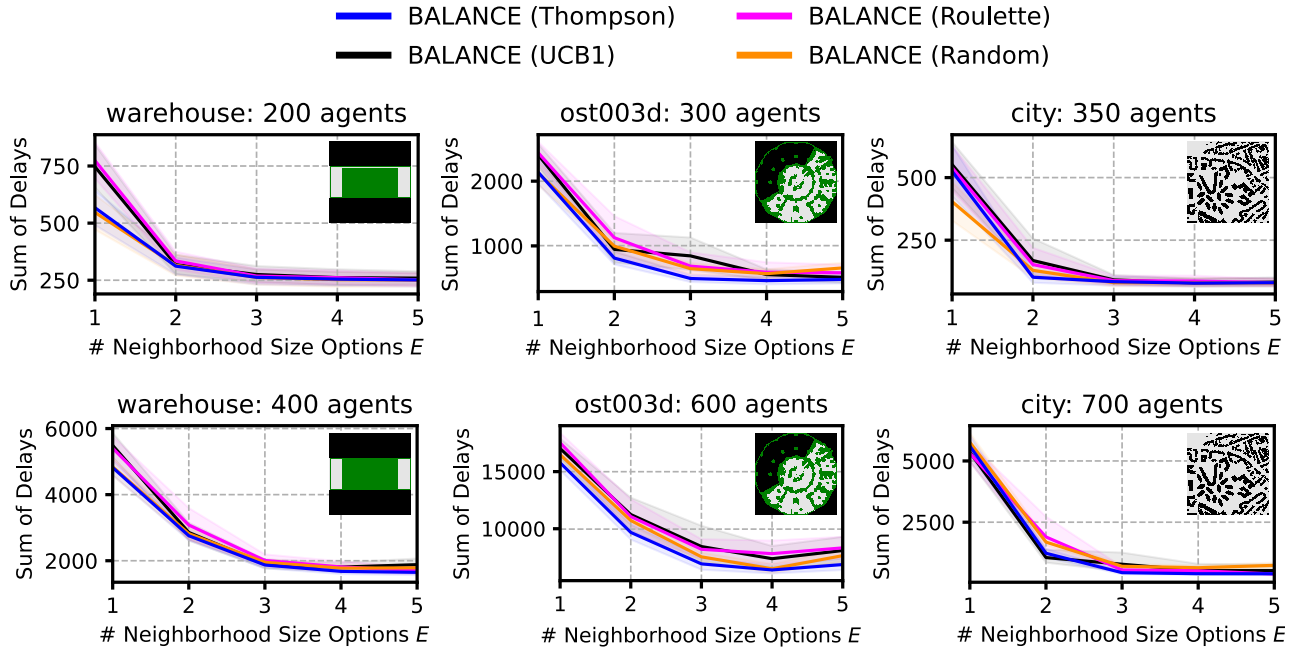 BALANCE (Thompson)
BALANCE (UCB1)
BALANCE (Roulette)
BALANCE (Random)
warehouse: 200 agents
Sum of Delays
750
500
250
1 2 3 4 5
# Neighborhood Size Options E
ost003d: 300 agents
Sum of Delays
2000
1000
1 2 3 4 5
# Neighborhood Size Options E
city: 350 agents
Sum of Delays
500
250
1 2 3 4 5
# Neighborhood Size Options E
warehouse: 400 agents
Sum of Delays
6000
4000
2000
1 2 3 4 5
# Neighborhood Size Options E
ost003d: 600 agents
Sum of Delays
15000
10000
1 2 3 4 5
# Neighborhood Size Options E
city: 700 agents
Sum of Delays
5000
2500
1 2 3 4 5
# Neighborhood Size Options E